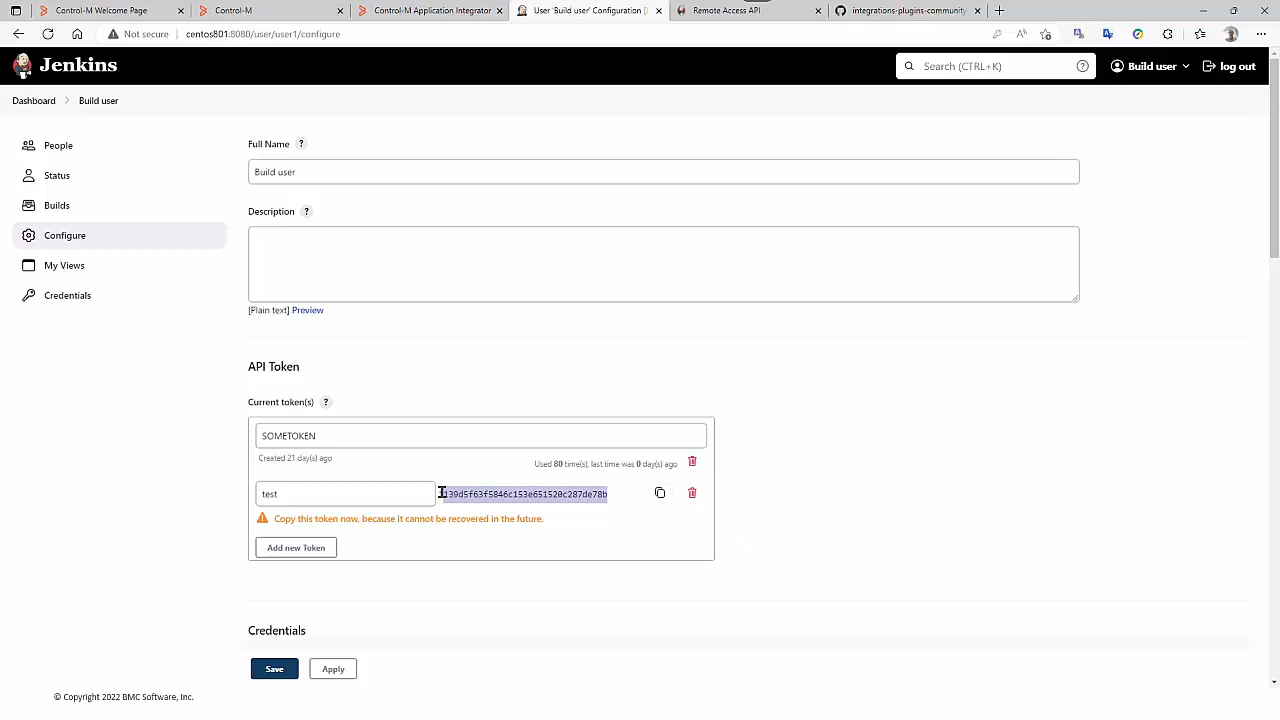 Control-M Welcome Page
Control-M
Control-M Application Integrator
User 'Build user' Configuration [
Remote Access API
integrations-plugins-community
Not secure
centos801:8080/user/user1/configure
Jenkins
Search (CTRL+K)
Build user
log out
Dashboard
Build user
People
Status
Builds
Configure
My Views
Credentials
Full Name ?
Build user
Description ?
[Plain text] Preview
API Token
Current token(s) ?
SOMETOKEN
Created 21 day(s) ago
Used 80 time(s), last time was 0 day(s) ago
test
139d5f63f5846c153e651520c287de78b
Copy this token now, because it cannot be recovered in the future.
Add new Token
Credentials
Save
Apply
© Copyright 2022 BMC Software, Inc.